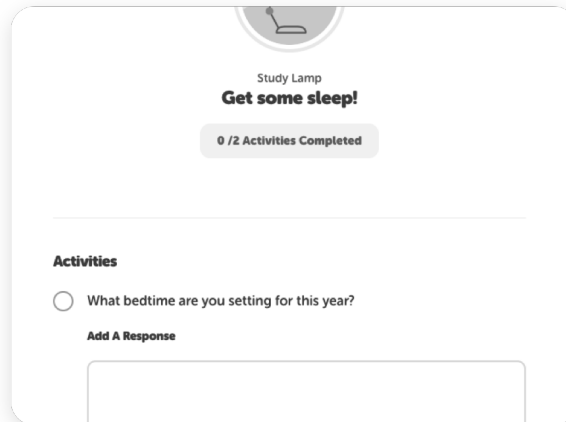 Study Lamp
Get some sleep!
0 /2 Activities Completed
Activities
What bedtime are you setting for this year?
Add A Response